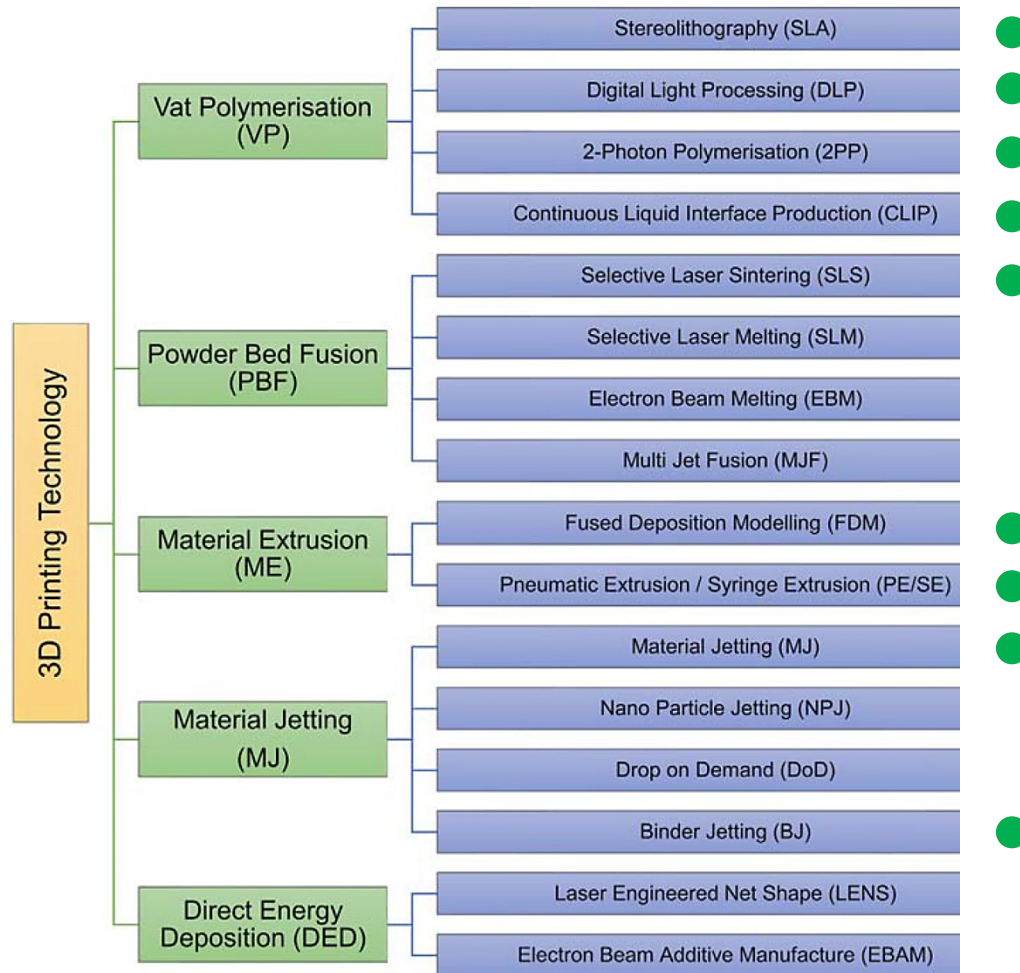 3D Printing Technology
Vat Polymerisation
(VP)
Stereolithography (SLA)
Digital Light Processing (DLP)
2-Photon Polymerisation (2PP)
Continuous Liquid Interface Production (CLIP)
Powder Bed Fusion
(PBF)
Selective Laser Sintering (SLS)
Selective Laser Melting (SLM)
Electron Beam Melting (EBM)
Multi Jet Fusion (MJF)
Material Extrusion
(ME)
Fused Deposition Modelling (FDM)
Pneumatic Extrusion / Syringe Extrusion (PE/SE)
Material Jetting
(MJ)
Material Jetting (MJ)
Nano Particle Jetting (NPJ)
Drop on Demand (DoD)
Binder Jetting (BJ)
Direct Energy
Deposition (DED)
Laser Engineered Net Shape (LENS)
Electron Beam Additive Manufacture (EBAM)